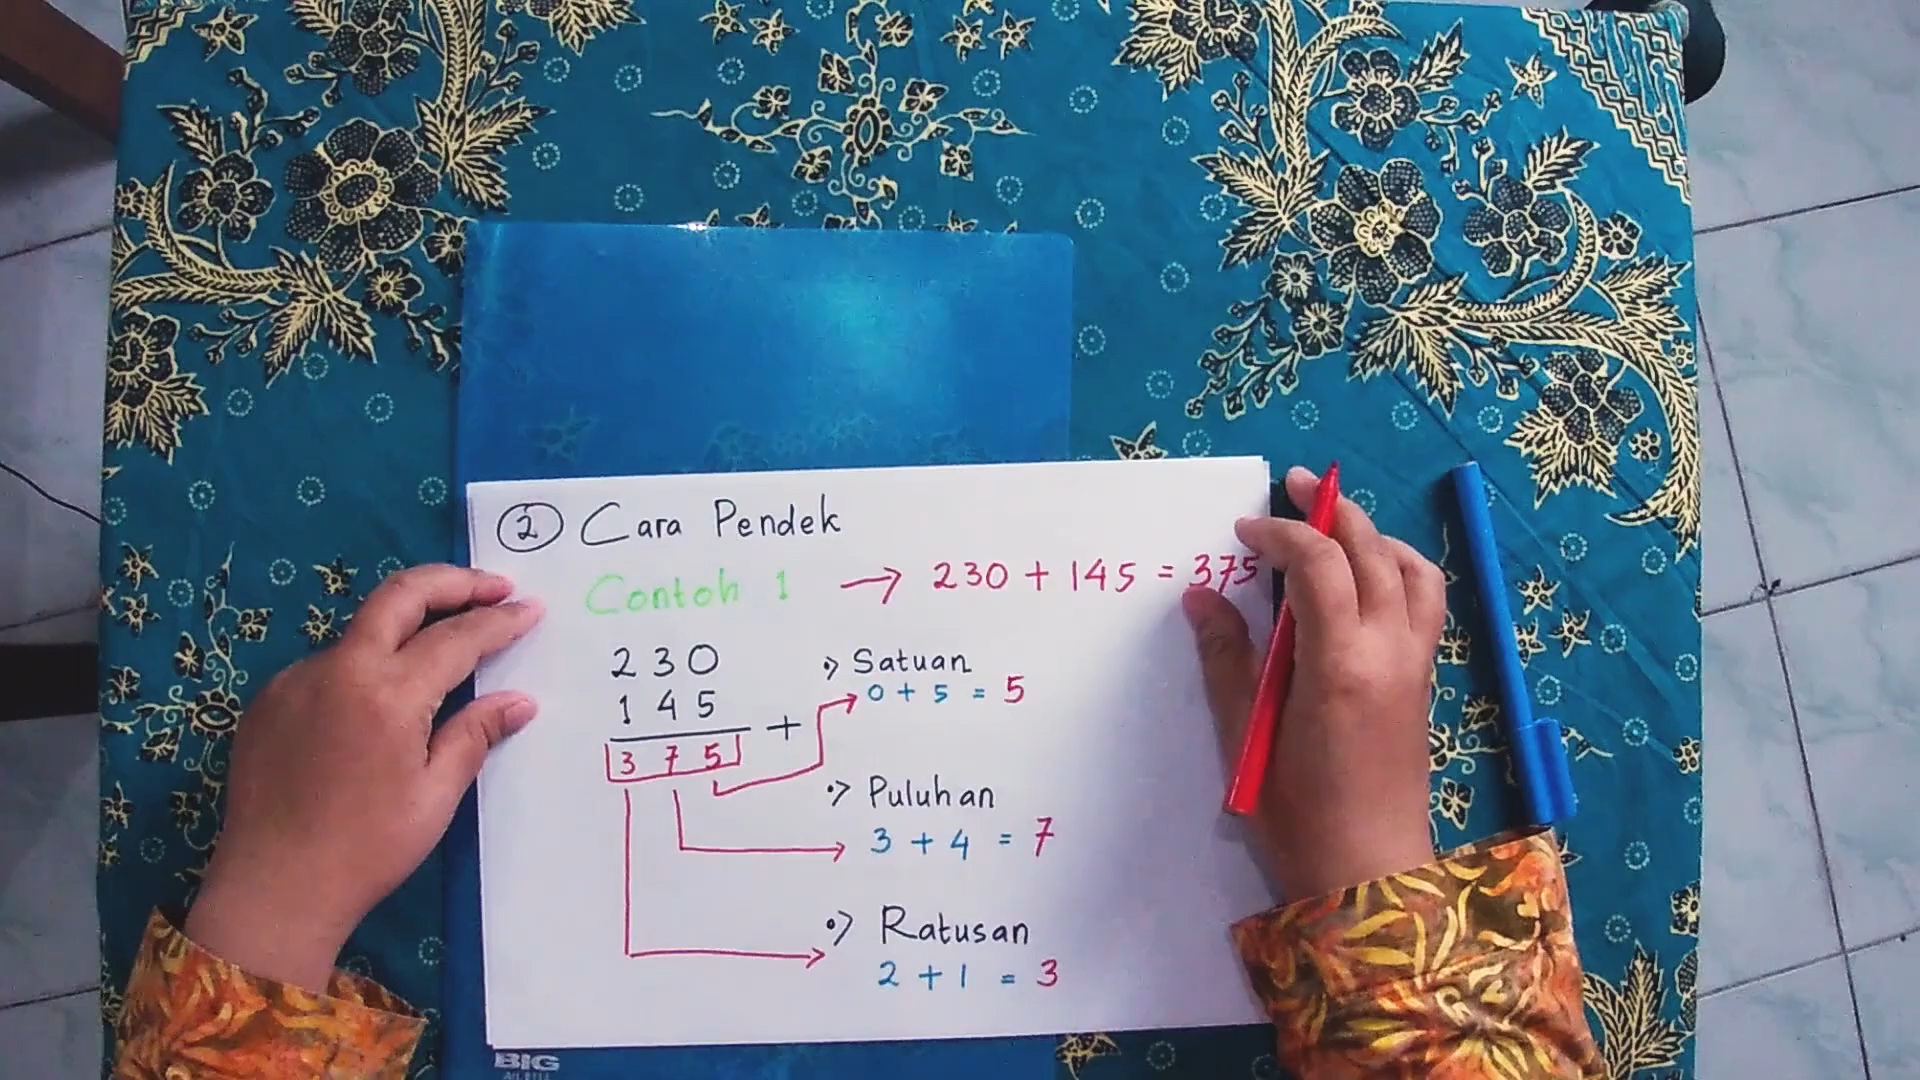 2 Cara Pendek
Contoh 1 → 230 + 145 = 375
230
145 +
375
•> Satuan
0 + 5 = 5
•> Puluhan
3 + 4 = 7
•> Ratusan
2 + 1 = 3
BIG